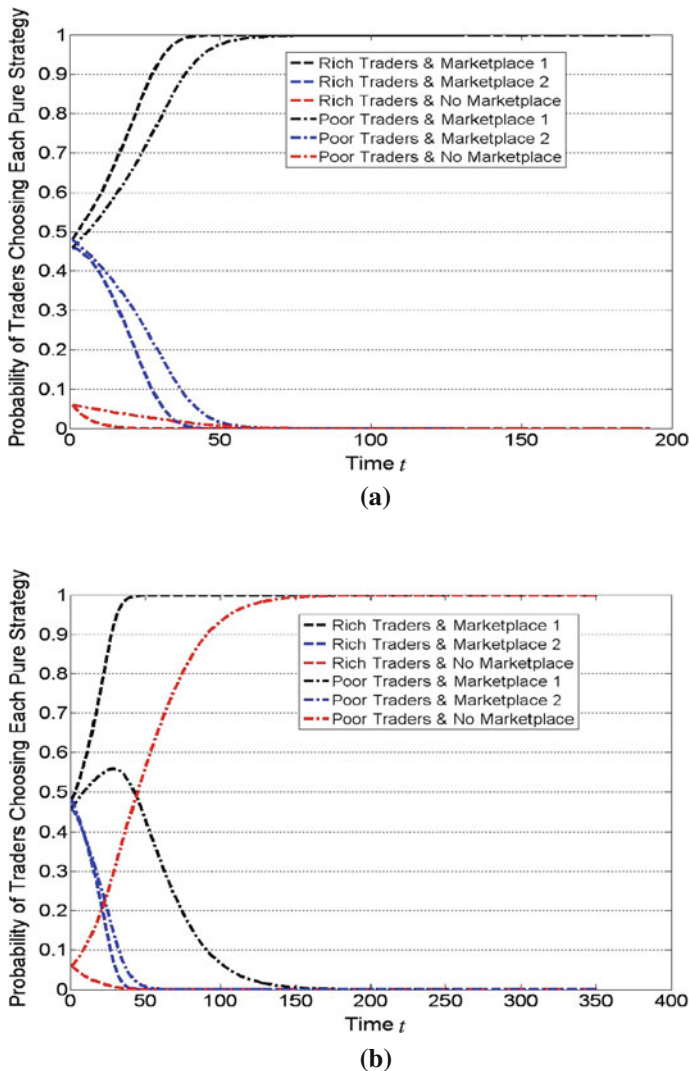 Probability of Traders Choosing Each Pure Strategy
1
0.9
0.8
0.7
0.6
0.5
0.4
0.3
0.2
0.1
0
Rich Traders & Marketplace 1
Rich Traders & Marketplace 2
Rich Traders & No Marketplace
Poor Traders & Marketplace 1
Poor Traders & Marketplace 2
Poor Traders & No Marketplace
0 50 100 150 200
Time t
(a)
Probability of Traders Choosing Each Pure Strategy
1
0.9
0.8
0.7
0.6
0.5
0.4
0.3
0.2
0.1
0
Rich Traders & Marketplace 1
Rich Traders & Marketplace 2
Rich Traders & No Marketplace
Poor Traders & Marketplace 1
Poor Traders & Marketplace 2
Poor Traders & No Marketplace
0 50 100 150 200 250 300 350 400
Time t
(b)